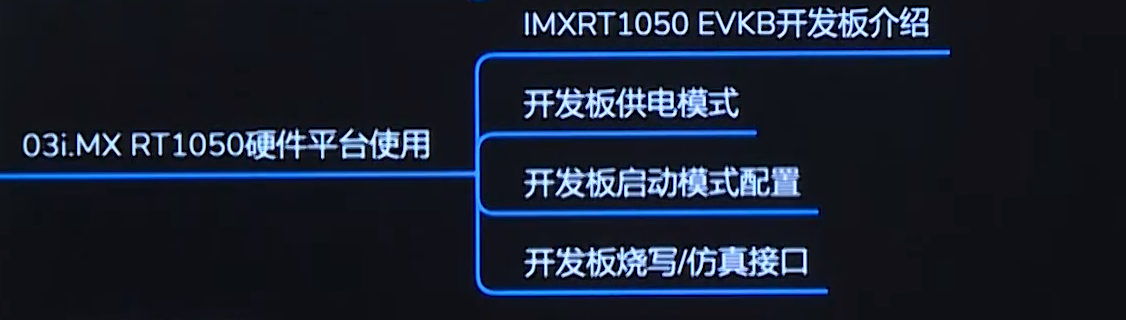 03i.MX RT1050硬件平台使用
IMXRT1050 EVKB开发板介绍
开发板供电模式
开发板启动模式配置
开发板烧写/仿真接口